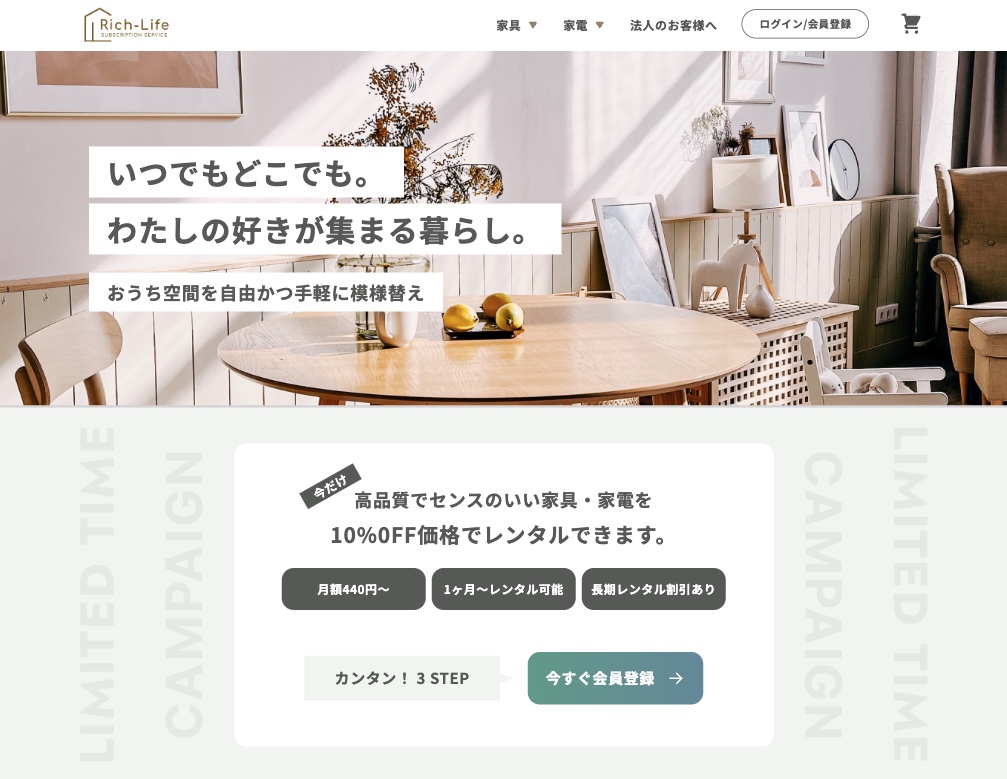 Rich-Life
SUBSCRIPTION SERVICE
家具
家電
法人のお客様へ
ログイン/会員登録
いつでもどこでも。
わたしの好きが集まる暮らし。
おうち空間を自由かつ手軽に模様替え
LIMITED TIME
CAMPAIGN
今だけ
高品質でセンスのいい家具・家電を
10%0FF価格でレンタルできます。
月額440円〜
1ヶ月〜レンタル可能
長期レンタル割引あり
カンタン！ 3 STEP
今すぐ会員登録 →
CAMPAIGN
LIMITED TIME